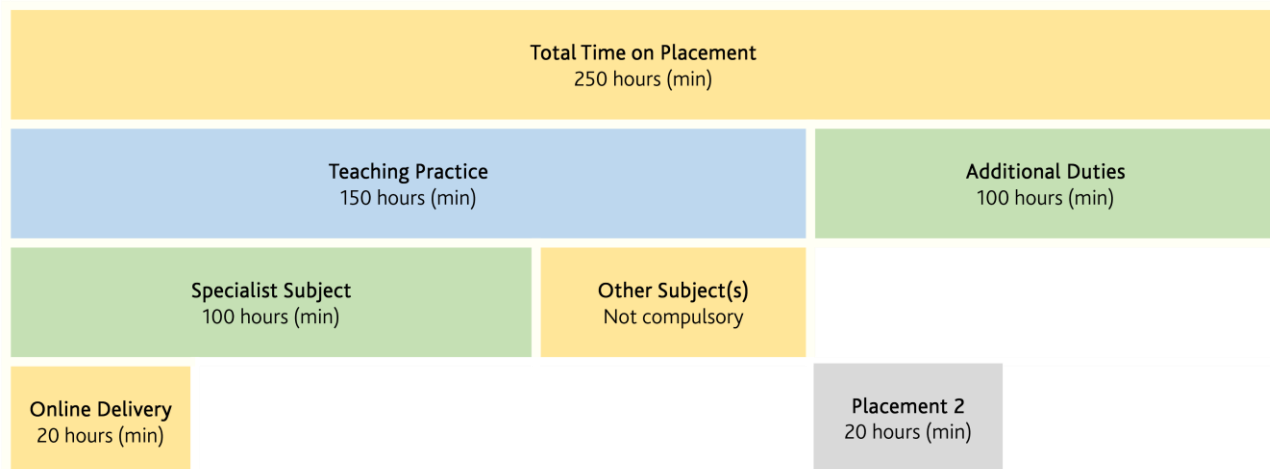 Total Time on Placement
250 hours (min)
Teaching Practice
150 hours (min)
Additional Duties
100 hours (min)
Specialist Subject
100 hours (min)
Other Subject(s)
Not compulsory
Online Delivery
20 hours (min)
Placement 2
20 hours (min)